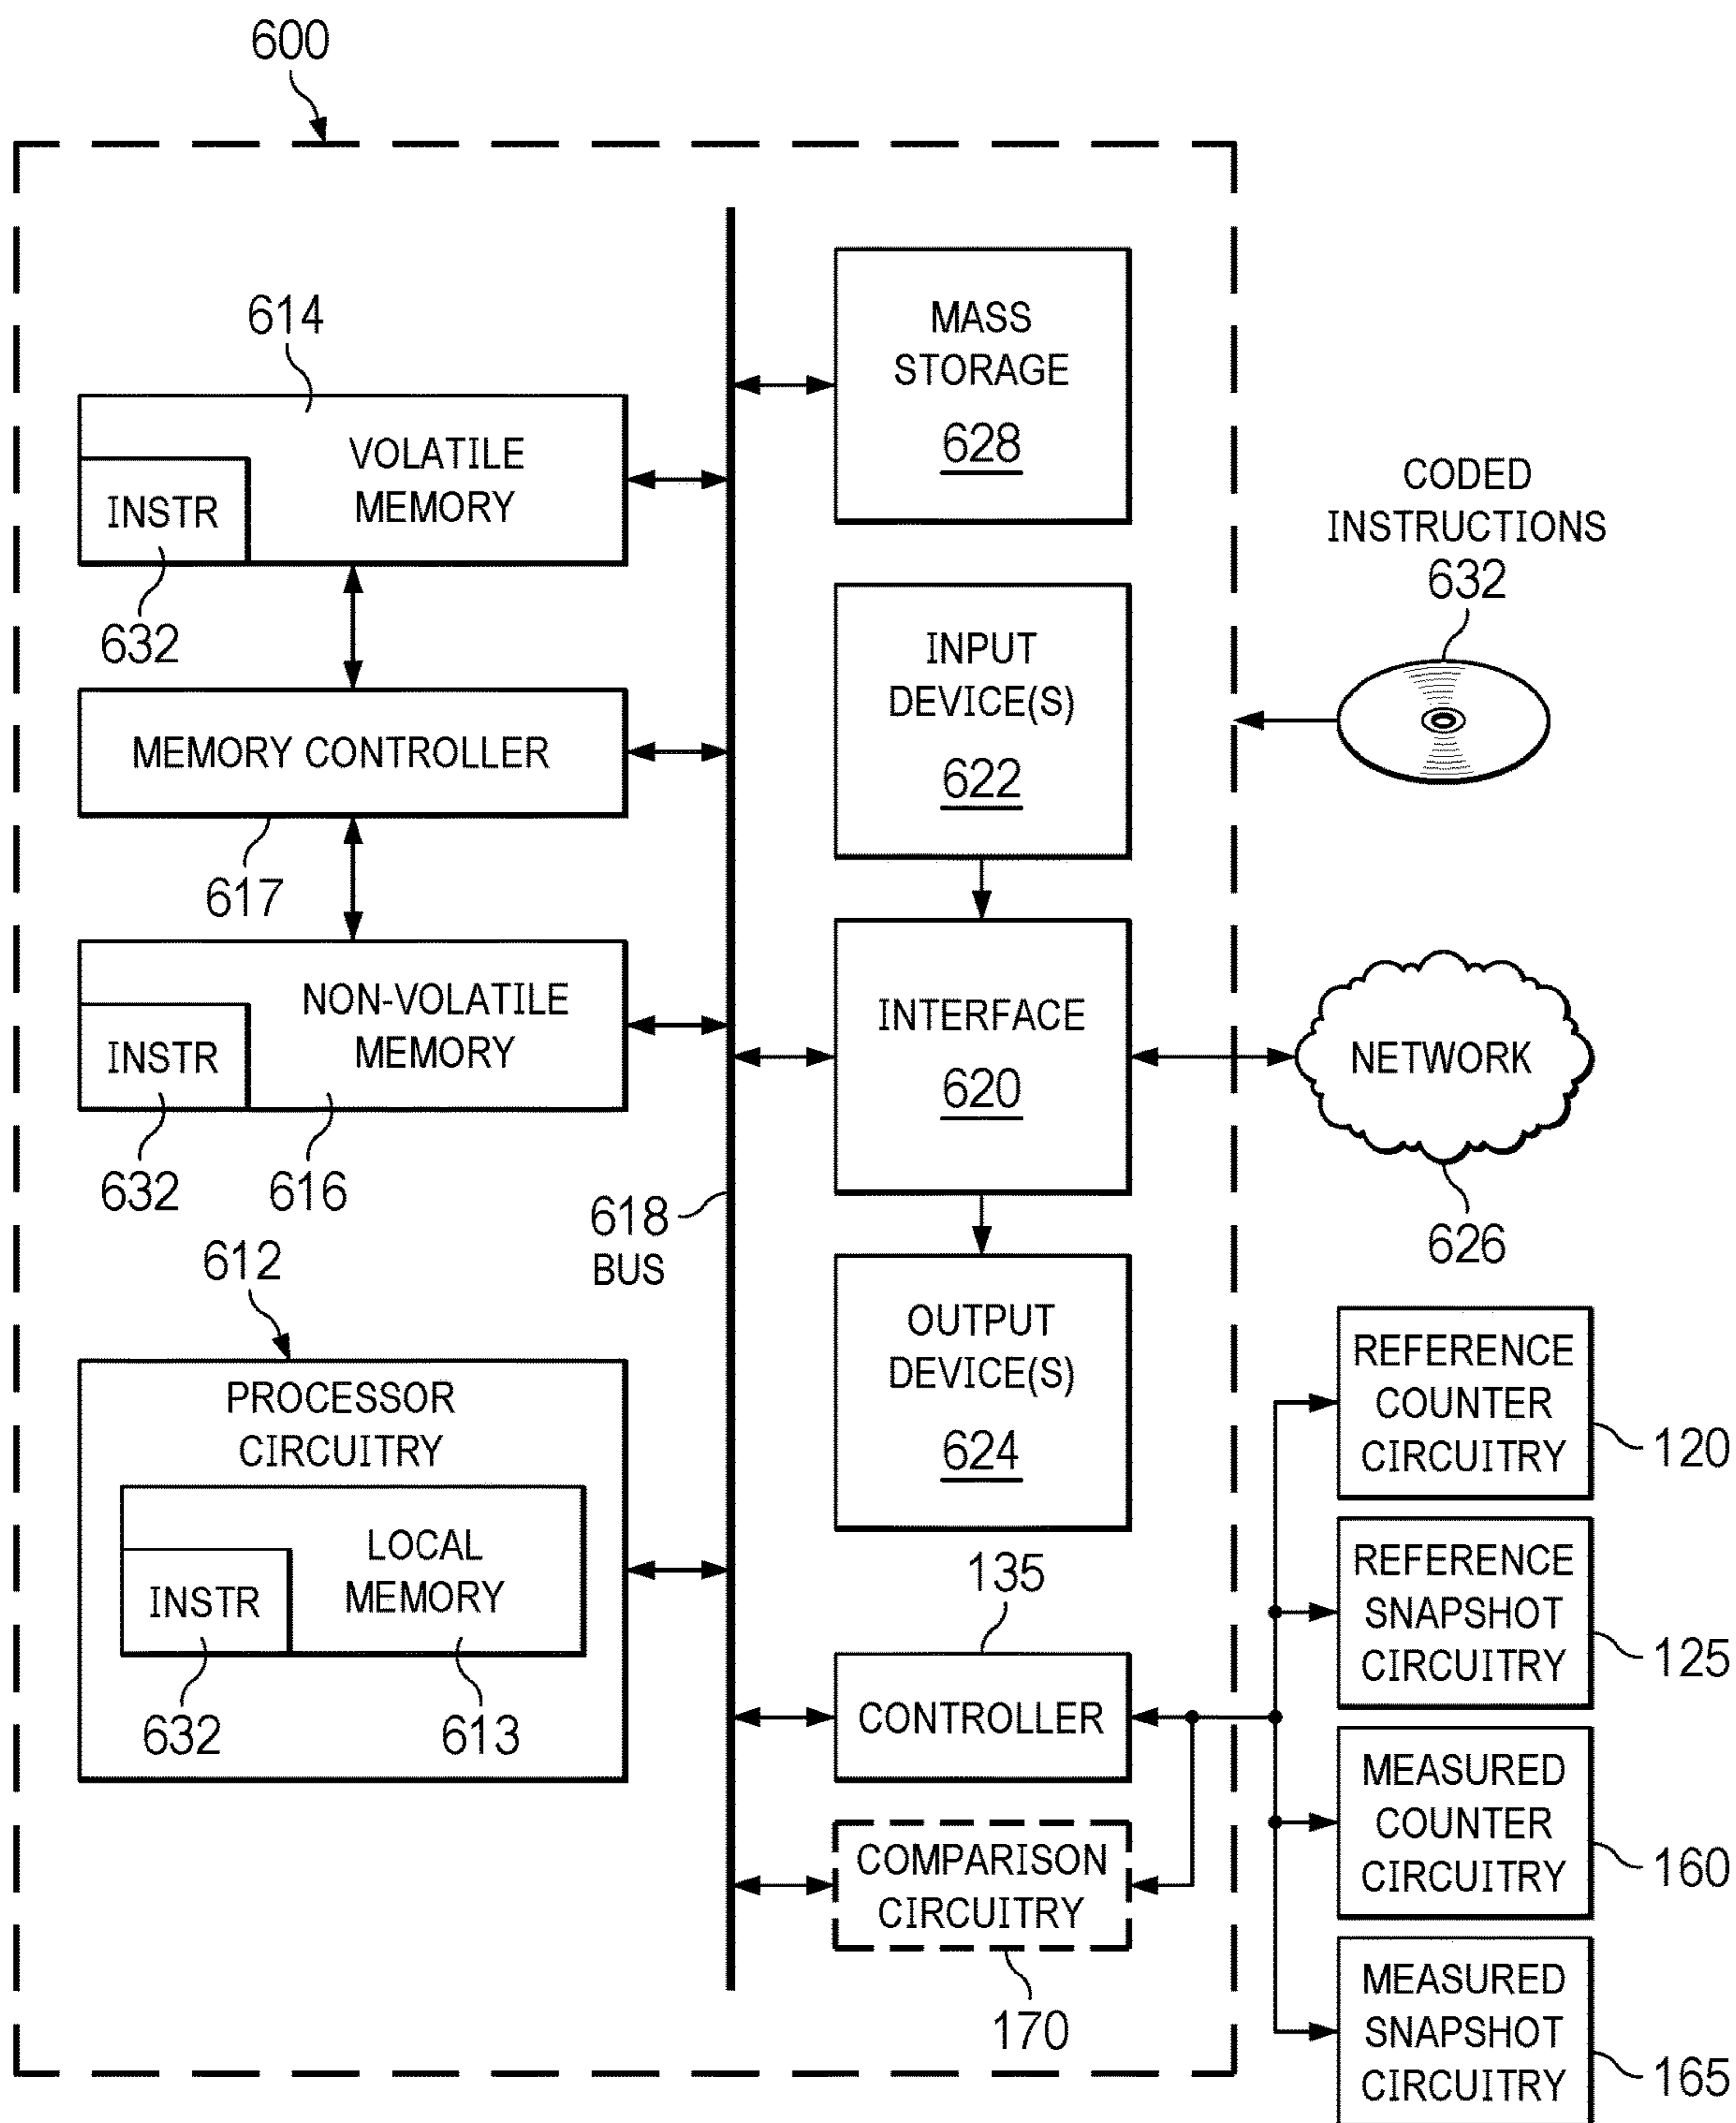 600
614
VOLATILE
MEMORY
INSTR
632
MEMORY CONTROLLER
617
NON-VOLATILE
MEMORY
INSTR
632
616
612
PROCESSOR
CIRCUITRY
LOCAL
MEMORY
INSTR
632
613
618
BUS
MASS
STORAGE
628
INPUT
DEVICE(S)
622
INTERFACE
620
OUTPUT
DEVICE(S)
624
135
CONTROLLER
COMPARISON
CIRCUITRY
170
CODED
INSTRUCTIONS
632
NETWORK
626
REFERENCE
COUNTER
CIRCUITRY
120
REFERENCE
SNAPSHOT
CIRCUITRY
125
MEASURED
COUNTER
CIRCUITRY
160
MEASURED
SNAPSHOT
CIRCUITRY
165